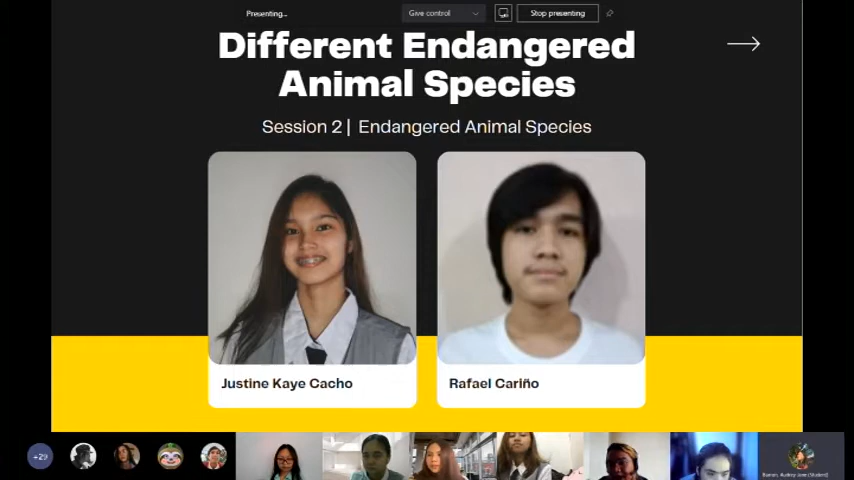 Presenting...
Give control
Stop presenting
Different Endangered
Animal Species
Session 2 | Endangered Animal Species
Justine Kaye Cacho
Rafael Cariño
+29